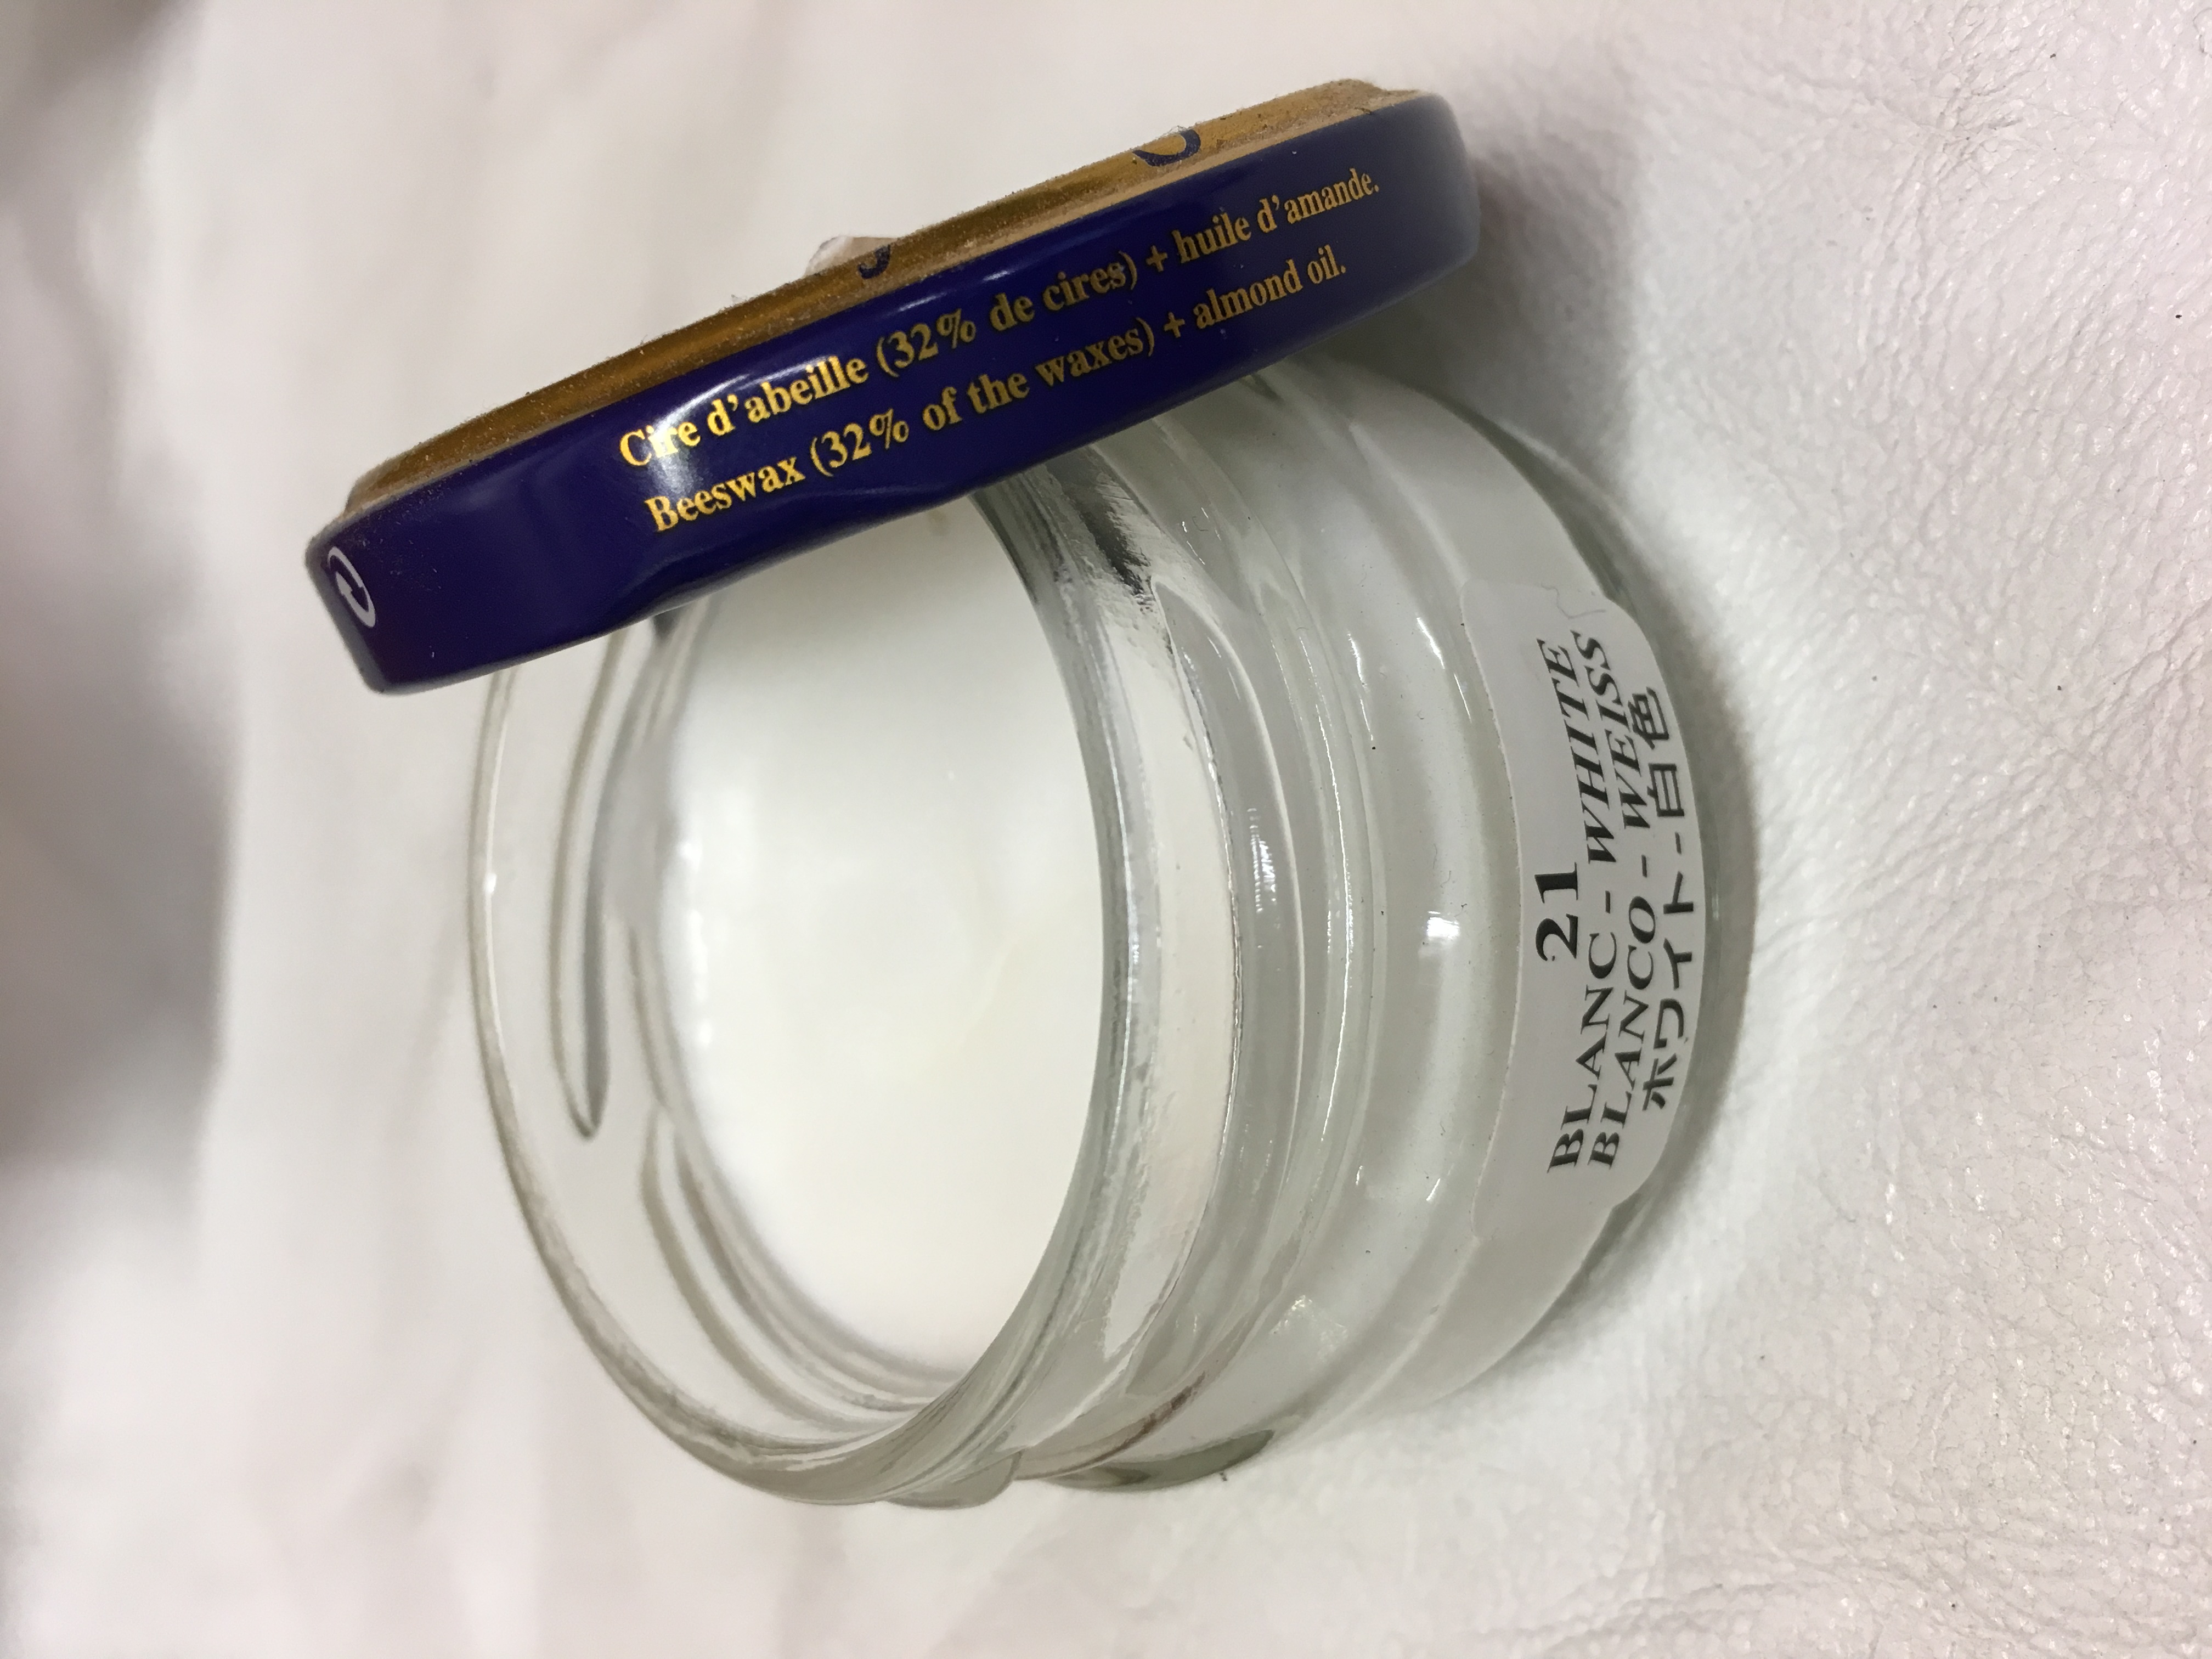 Cire d'abeille (32% de cires) + huile d'amande.
Beeswax (32% of the waxes) + almond oil.
21
BLANC - WHITE
BLANCO - WEISS
ホワイト-白色